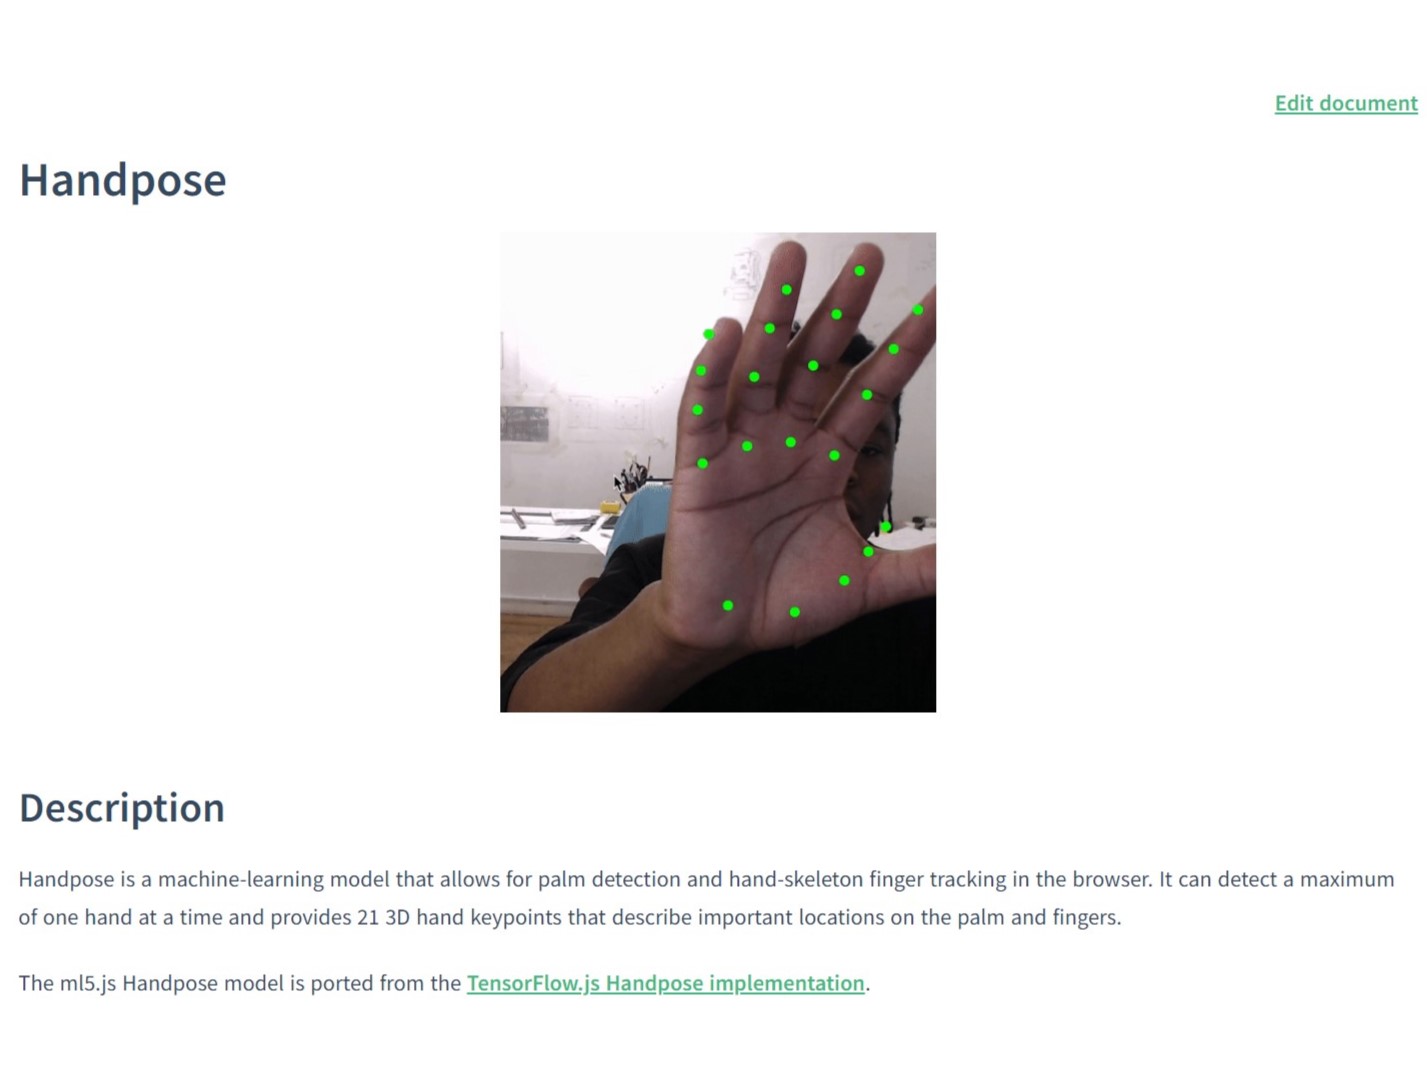 Edit document
Handpose
Description
Handpose is a machine-learning model that allows for palm detection and hand-skeleton finger tracking in the browser. It can detect a maximum
of one hand at a time and provides 21 3D hand keypoints that describe important locations on the palm and fingers.
The ml5.js Handpose model is ported from the TensorFlow.js Handpose implementation.